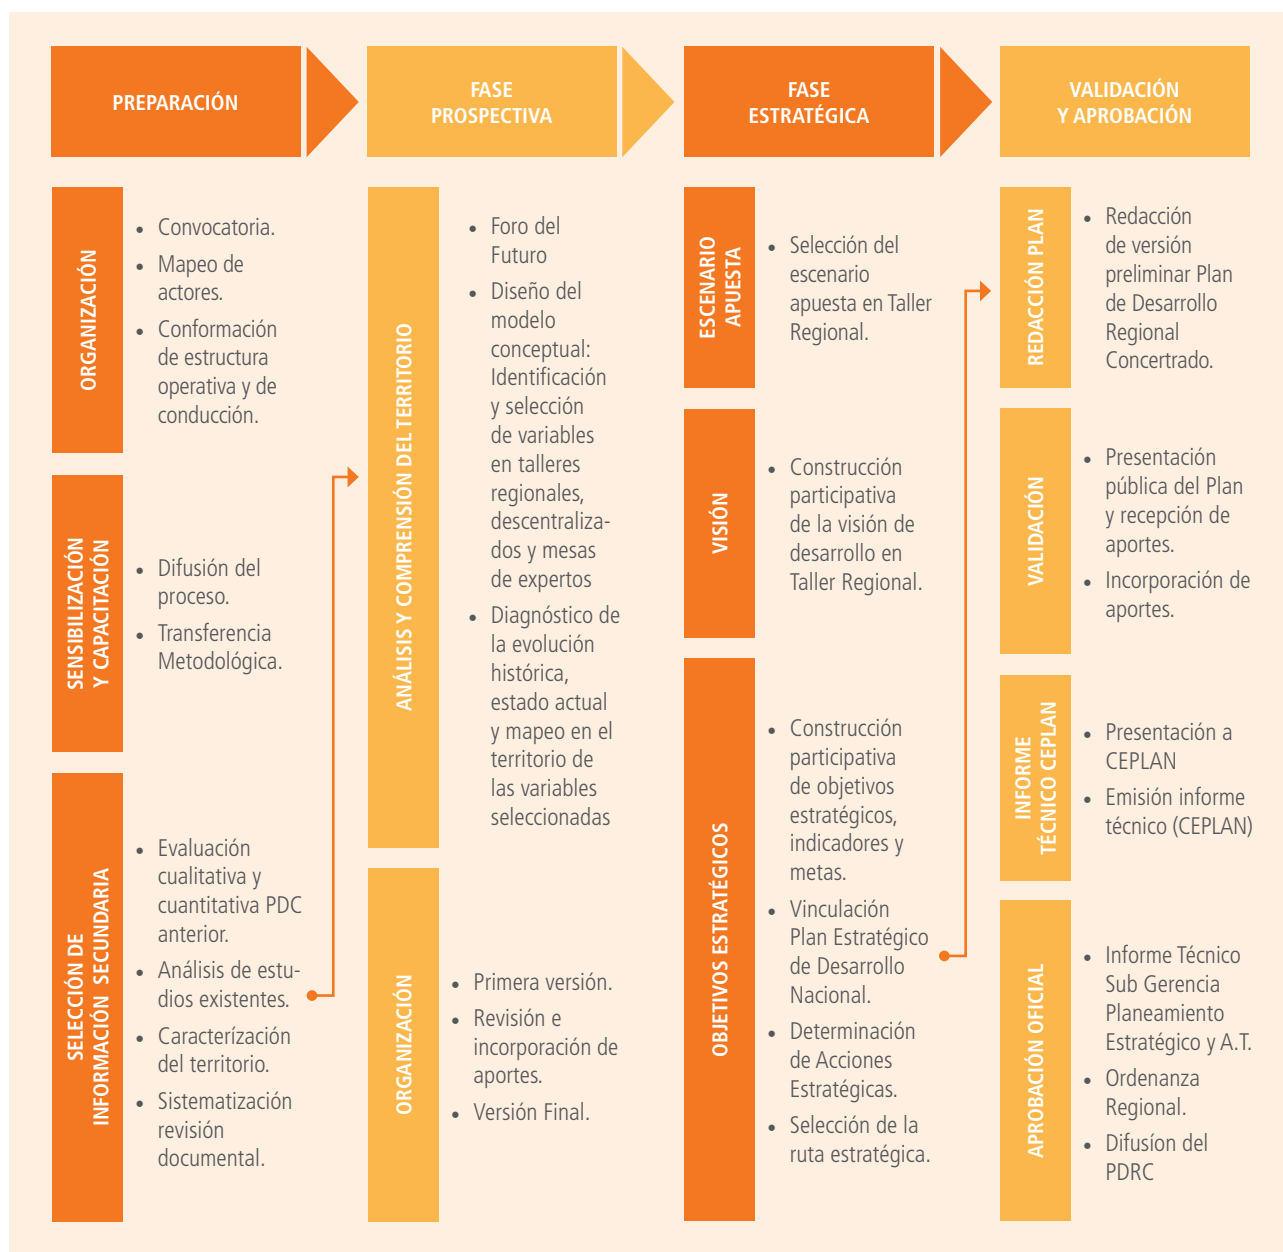 PREPARACIÓN
FASE
PROSPECTIVA
FASE
ESTRATÉGICA
VALIDACIÓN
Y APROBACIÓN
ORGANIZACIÓN
• Convocatoria.
• Mapeo de
actores.
• Conformación
de estructura
operativa y de
conducción.
SENSIBILIZACIÓN
Y CAPACITACIÓN
• Difusión del
proceso.
• Transferencia
Metodológica.
SELECCIÓN DE
INFORMACIÓN SECUNDARIA
• Evaluación
cualitativa y
cuantitativa PDC
anterior.
• Análisis de estu-
dios existentes.
• Caracterízación
del territorio.
• Sistematización
revisión
documental.
ANÁLISIS Y COMPRENSIÓN DEL TERRITORIO
• Foro del
Futuro
• Diseño del
modelo
conceptual:
Identificación
y selección
de variables
en talleres
regionales,
descentraliza-
dos y mesas
de expertos
• Diagnóstico de
la evolución
histórica,
estado actual
y mapeo en el
territorio de
las variables
seleccionadas
ORGANIZACIÓN
• Primera versión.
• Revisión e
incorporación de
aportes.
• Versión Final.
ESCENARIO
APUESTA
• Selección del
escenario
apuesta en Taller
Regional.
VISIÓN
• Construcción
participativa
de la visión de
desarrollo en
Taller Regional.
OBJETIVOS ESTRATÉGICOS
• Construcción
participativa
de objetivos
estratégicos,
indicadores y
metas.
• Vinculación
Plan Estratégico
de Desarrollo
Nacional.
• Determinación
de Acciones
Estratégicas.
• Selección de la
ruta estratégica.
REDACCIÓN PLAN
• Redacción
de versión
preliminar Plan
de Desarrollo
Regional
Concertrado.
VALIDACIÓN
• Presentación
pública del Plan
y recepción de
aportes.
• Incorporación de
aportes.
INFORME
TÉCNICO CEPLAN
• Presentación a
CEPLAN
• Emisión informe
técnico (CEPLAN)
APROBACIÓN OFICIAL
• Informe Técnico
Sub Gerencia
Planeamiento
Estratégico y A.T.
• Ordenanza
Regional.
• Difusíon del
PDRC